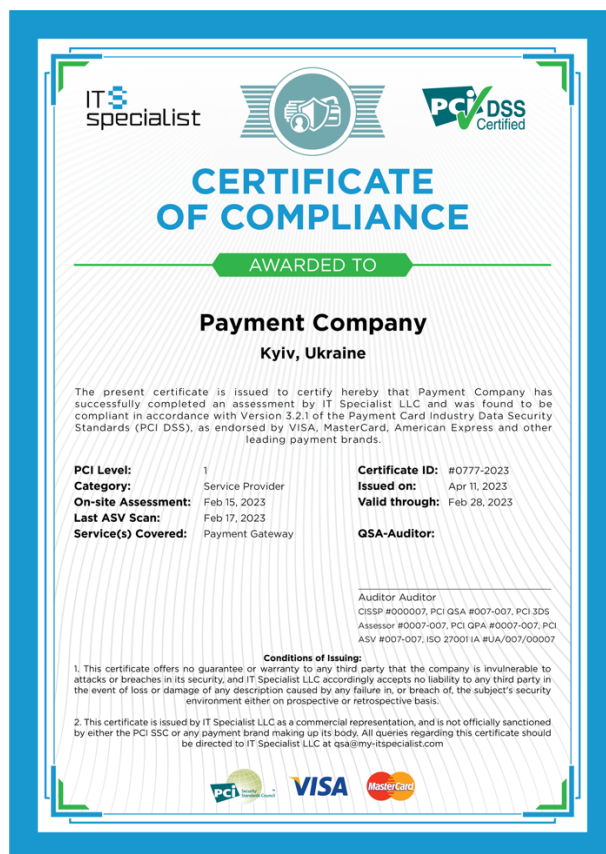 IT S
specialist
PCI DSS
Certified
CERTIFICATE
OF COMPLIANCE
AWARDED TO
Payment Company
Kyiv, Ukraine
The present certificate is issued to certify hereby that Payment Company has
successfully completed an assessment by IT Specialist LLC and was found to be
compliant in accordance with Version 3.2.1 of the Payment Card Industry Data Security
Standards (PCI DSS), as endorsed by VISA, MasterCard, American Express and other
leading payment brands.
PCI Level: 1
Category: Service Provider
On-site Assessment: Feb 15, 2023
Last ASV Scan: Feb 17, 2023
Service(s) Covered: Payment Gateway
Certificate ID: #0777-2023
Issued on: Apr 11, 2023
Valid through: Feb 28, 2023
QSA-Auditor:
Auditor Auditor
CISSP #000007, PCI QSA #007-007, PCI 3DS
Assessor #0007-007, PCI QPA #0007-007, PCI
ASV #007-007, ISO 27001 IA #UA/007/00007
Conditions of Issuing:
1. This certificate offers no guarantee or warranty to any third party that the company is invulnerable to
attacks or breaches in its security, and IT Specialist LLC accordingly accepts no liability to any third party in
the event of loss or damage of any description caused by any failure in, or breach of, the subject's security
environment either on prospective or retrospective basis.
2. This certificate is issued by IT Specialist LLC as a commercial representation, and is not officially sanctioned
by either the PCI SSC or any payment brand making up its body. All queries regarding this certificate should
be directed to IT Specialist LLC at qsa@my-itspecialist.com
PCI Security
Standards Council
VISA
MasterCard